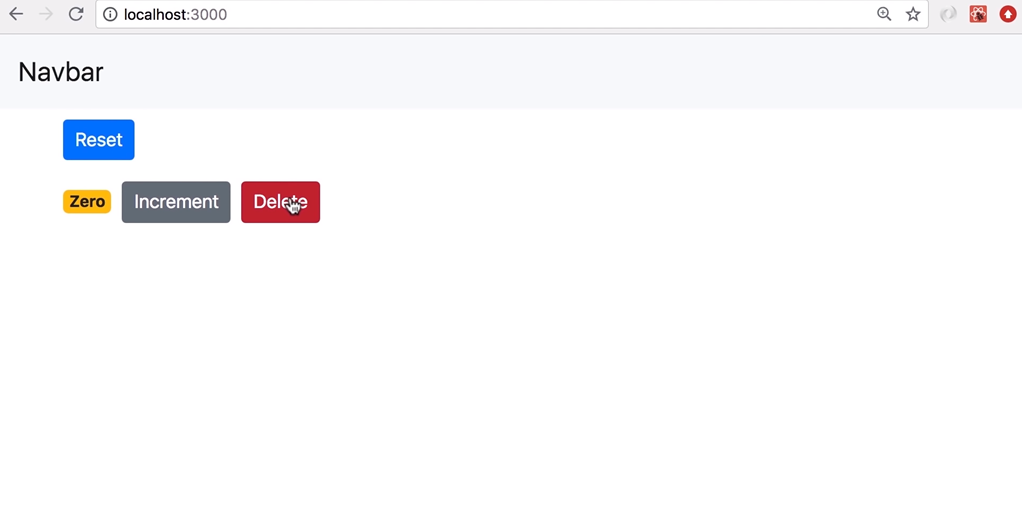 localhost:3000
Navbar
Reset
Zero Increment Delete